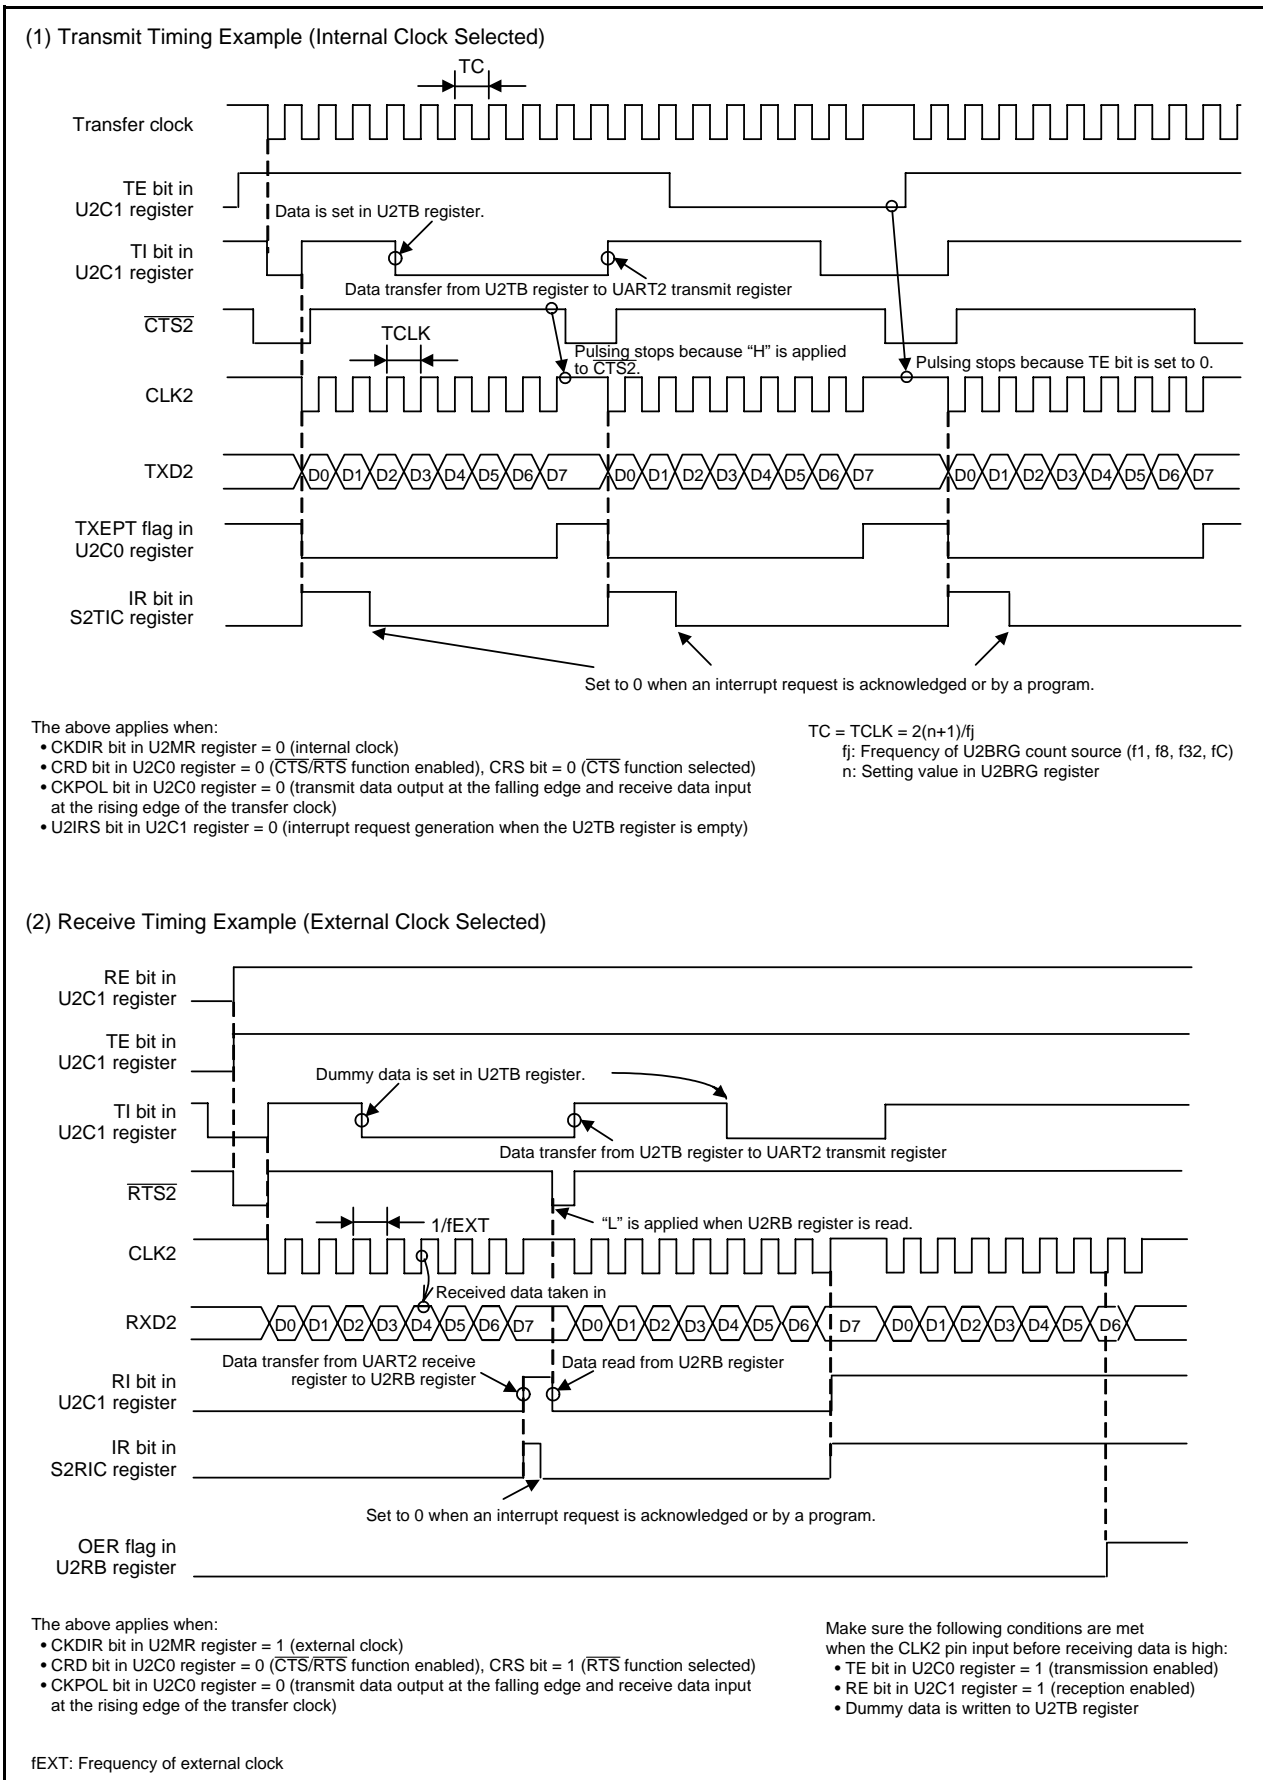 (1) Transmit Timing Example (Internal Clock Selected)
TC
Transfer clock
TE bit in
U2C1 register
Data is set in U2TB register.
TI bit in
U2C1 register
Data transfer from U2TB register to UART2 transmit register
CTS2
TCLK
Pulsing stops because “H” is applied
to CTS2.
Pulsing stops because TE bit is set to 0.
CLK2
TXD2
D0 D1 D2 D3 D4 D5 D6 D7 D0 D1 D2 D3 D4 D5 D6 D7 D0 D1 D2 D3 D4 D5 D6 D7
TXEPT flag in
U2C0 register
IR bit in
S2TIC register
Set to 0 when an interrupt request is acknowledged or by a program.
The above applies when:
• CKDIR bit in U2MR register = 0 (internal clock)
• CRD bit in U2C0 register = 0 (CTS/RTS function enabled), CRS bit = 0 (CTS function selected)
• CKPOL bit in U2C0 register = 0 (transmit data output at the falling edge and receive data input
at the rising edge of the transfer clock)
• U2IRS bit in U2C1 register = 0 (interrupt request generation when the U2TB register is empty)
TC = TCLK = 2(n+1)/fj
fj: Frequency of U2BRG count source (f1, f8, f32, fC)
n: Setting value in U2BRG register
(2) Receive Timing Example (External Clock Selected)
RE bit in
U2C1 register
TE bit in
U2C1 register
Dummy data is set in U2TB register.
TI bit in
U2C1 register
Data transfer from U2TB register to UART2 transmit register
RTS2
1/fEXT
“L” is applied when U2RB register is read.
CLK2
Received data taken in
RXD2
D0 D1 D2 D3 D4 D5 D6 D7 D0 D1 D2 D3 D4 D5 D6 D7 D0 D1 D2 D3 D4 D5 D6
Data transfer from UART2 receive
register to U2RB register
Data read from U2RB register
RI bit in
U2C1 register
IR bit in
S2RIC register
Set to 0 when an interrupt request is acknowledged or by a program.
OER flag in
U2RB register
The above applies when:
• CKDIR bit in U2MR register = 1 (external clock)
• CRD bit in U2C0 register = 0 (CTS/RTS function enabled), CRS bit = 1 (RTS function selected)
• CKPOL bit in U2C0 register = 0 (transmit data output at the falling edge and receive data input
at the rising edge of the transfer clock)
Make sure the following conditions are met
when the CLK2 pin input before receiving data is high:
• TE bit in U2C0 register = 1 (transmission enabled)
• RE bit in U2C1 register = 1 (reception enabled)
• Dummy data is written to U2TB register
fEXT: Frequency of external clock